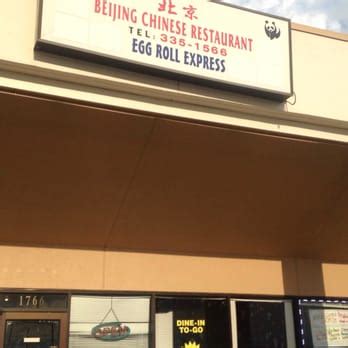 北京
BEIJING CHINESE RESTAURANT
TEL: 335-1566
EGG ROLL EXPRESS
1766
DINE-IN
TO-GO